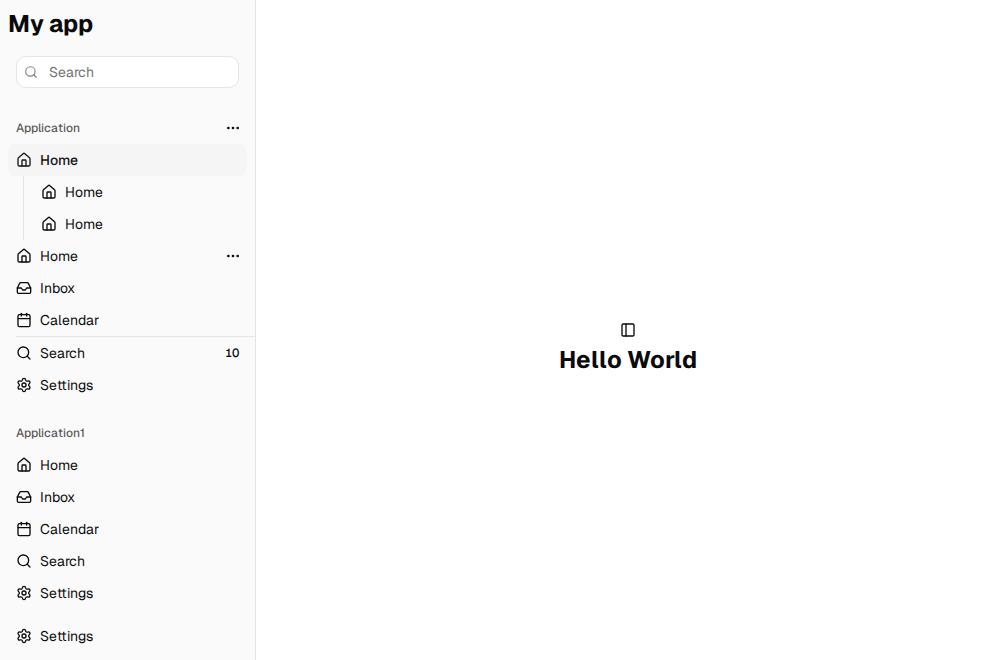 My app
Search
Application
Home
Home
Home
Home
Inbox
Calendar
Search 10
Settings
Application1
Home
Inbox
Calendar
Search
Settings
Settings
Hello World